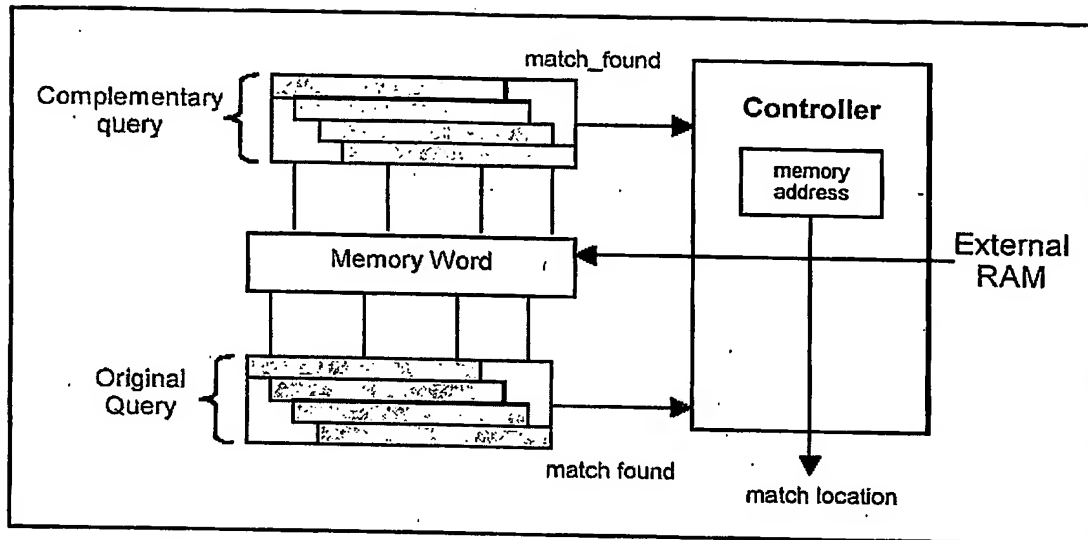 match_found
Complementary
query
Controller
memory
address
External
RAM
Memory Word
Original
Query
match found
match location